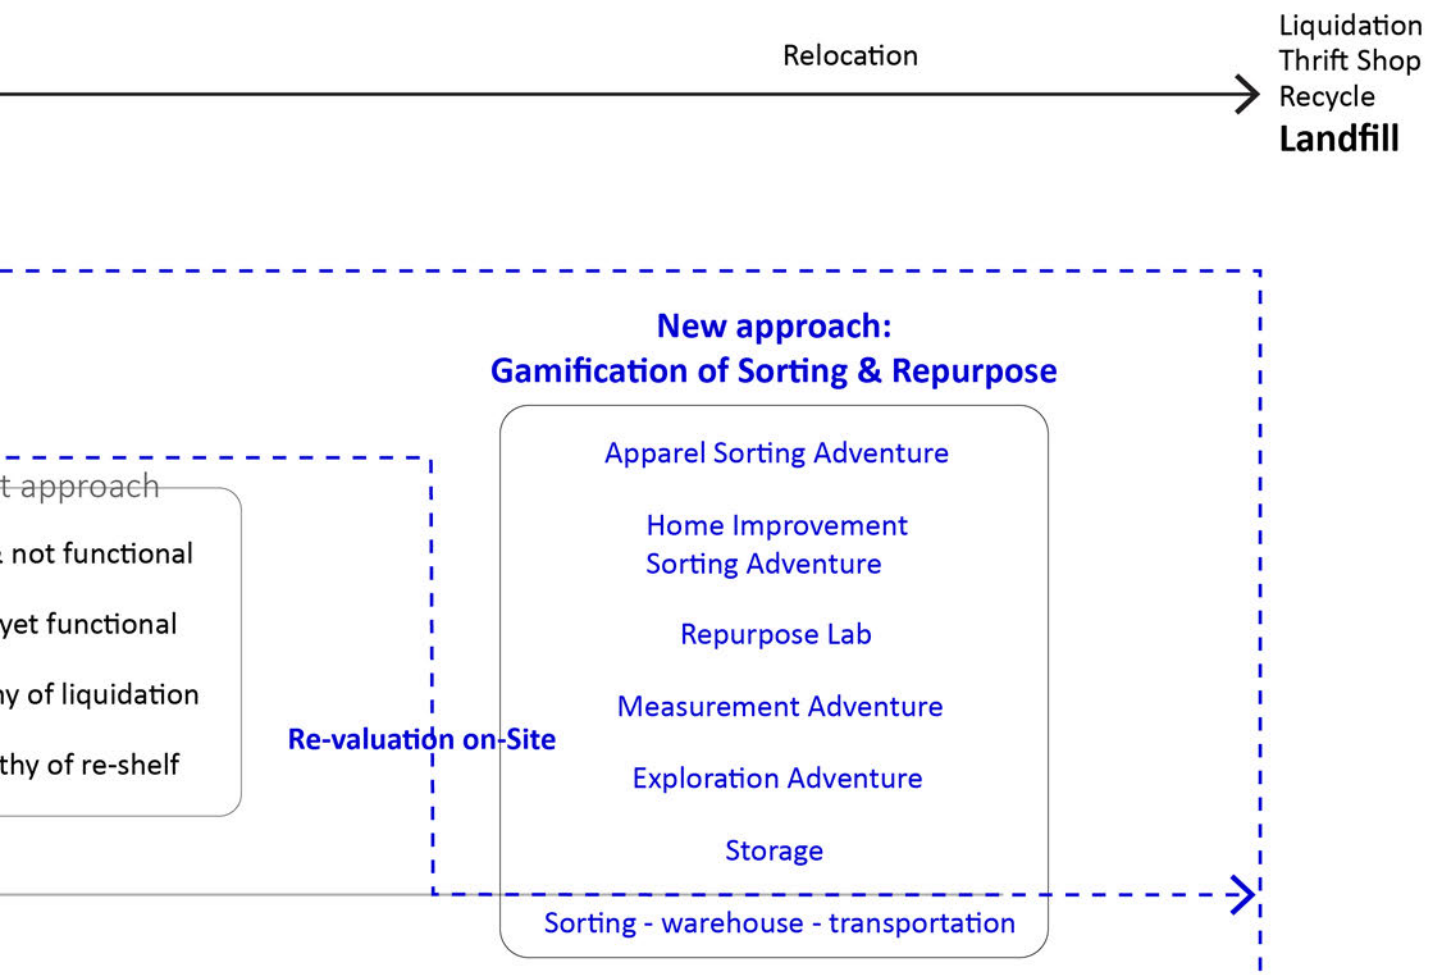 Relocation
Liquidation
Thrift Shop
Recycle
Landfill
New approach:
Gamification of Sorting & Repurpose
Apparel Sorting Adventure
Home Improvement
Sorting Adventure
Repurpose Lab
Measurement Adventure
Exploration Adventure
Storage
Sorting - warehouse - transportation
Re-valuation on-Site
approach
not functional
yet functional
of liquidation
of re-shelf